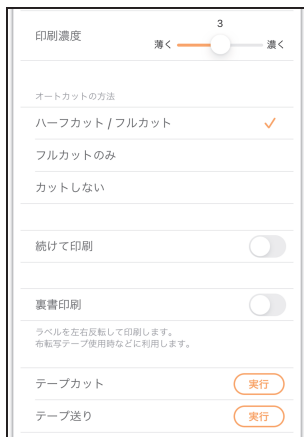 3
印刷濃度
薄く 濃く
オートカットの方法
ハーフカット / フルカット
フルカットのみ
カットしない
続けて印刷
裏書印刷
ラベルを左右反転して印刷します。
布転写テープ使用時などに利用します。
テープカット 実行
テープ送り 実行